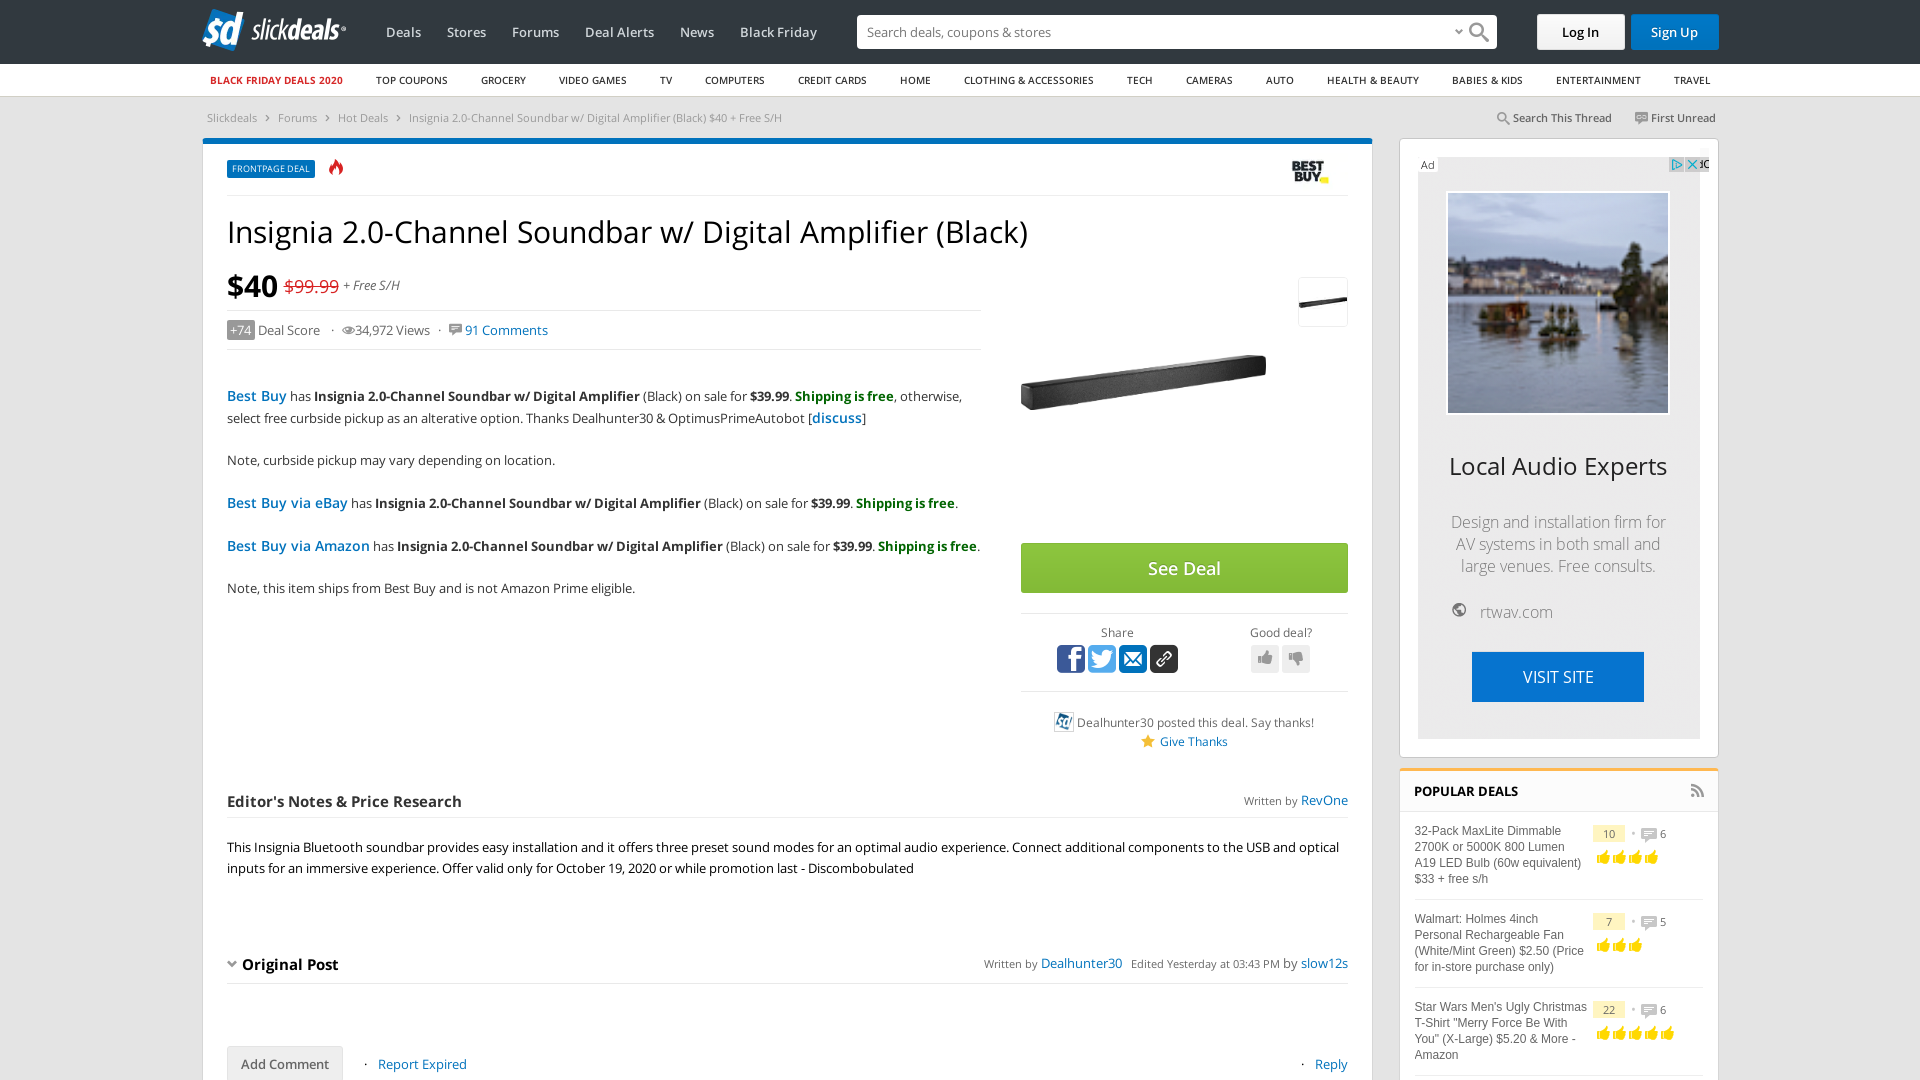 sd slickdeals
Deals Stores Forums Deal Alerts News Black Friday
Search deals, coupons & shops
Log In Sign Up
BLACK FRIDAY DEALS 2020 TOP COUPONS GROCERY VIDEO GAMES TV COMPUTERS CREDIT CARDS HOME CLOTHING & ACCESSORIES TECH CAMERAS AUTO HEALTH & BEAUTY BABIES & KIDS ENTERTAINMENT TRAVEL
Slickdeals > Forums > Hot Deals > Insignia 2.0-Channel Soundbar w/ Digital Amplifier (Black) $40 + Free S/H
Search This Thread First Unread
FRONTPAGE DEAL
BEST BUY
Insignia 2.0-Channel Soundbar w/ Digital Amplifier (Black)
$40 $99.99 + Free S/H
+74 Deal Score · 34,972 Views · 91 Comments
Best Buy has Insignia 2.0-Channel Soundbar w/ Digital Amplifier (Black) on sale for $39.99. Shipping is free, otherwise,
select free curbside pickup as an alterative option. Thanks Dealhunter30 & OptimusPrimeAutobot [discuss]
Note, curbside pickup may vary depending on location.
Best Buy via eBay has Insignia 2.0-Channel Soundbar w/ Digital Amplifier (Black) on sale for $39.99. Shipping is free.
Best Buy via Amazon has Insignia 2.0-Channel Soundbar w/ Digital Amplifier (Black) on sale for $39.99. Shipping is free.
Note, this item ships from Best Buy and is not Amazon Prime eligible.
See Deal
Share Good deal?
Dealhunter30 posted this deal. Say thanks!
Give Thanks
Editor's Notes & Price Research
Written by RevOne
This Insignia Bluetooth soundbar provides easy installation and it offers three preset sound modes for an optimal audio experience. Connect additional components to the USB and optical
inputs for an immersive experience. Offer valid only for October 19, 2020 or while promotion last - Discombobulated
Original Post
Written by Dealhunter30 Edited Yesterday at 03:43 PM by slow12s
Add Comment · Report Expired
· Reply
Ad
Local Audio Experts
Design and installation firm for
AV systems in both small and
large venues. Free consults.
rtwav.com
VISIT SITE
POPULAR DEALS
32-Pack MaxLite Dimmable
2700K or 5000K 800 Lumen
A19 LED Bulb (60w equivalent)
$33 + free s/h
10 · 6
Walmart: Holmes 4inch
Personal Rechargeable Fan
(White/Mint Green) $2.50 (Price
for in-store purchase only)
7 · 5
Star Wars Men's Ugly Christmas
T-Shirt "Merry Force Be With
You" (X-Large) $5.20 & More -
Amazon
22 · 6